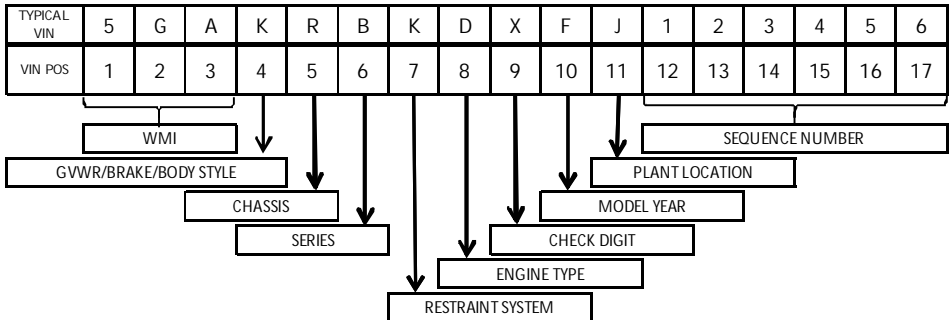 TYPICAL VIN 5 G A K R B K D X F J 1 2 3 4 5 6
VIN POS 1 2 3 4 5 6 7 8 9 10 11 12 13 14 15 16 17
WMI SEQUENCE NUMBER
GVWR/BRAKE/BODY STYLE PLANT LOCATION
CHASSIS MODEL YEAR
SERIES CHECK DIGIT
ENGINE TYPE
RESTRAINT SYSTEM